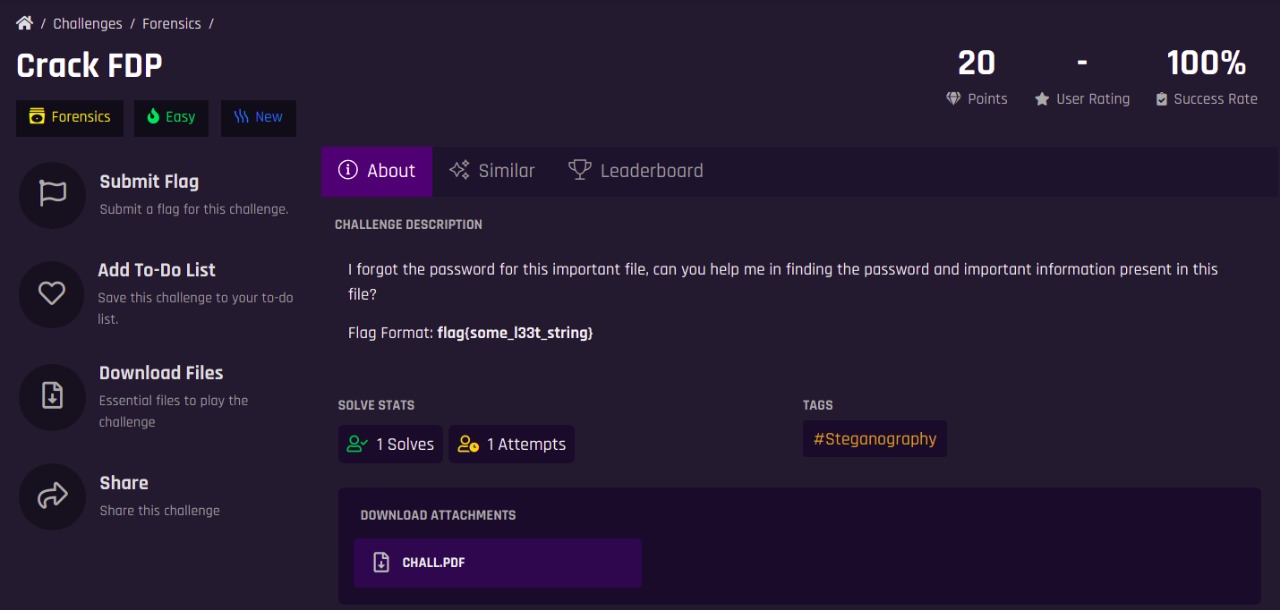 / Challenges / Forensics /
Crack FDP
20
-
100%
Points
User Rating
Success Rate
Forensics
Easy
New
Submit Flag
Submit a flag for this challenge.
Add To-Do List
Save this challenge to your to-do
list.
Download Files
Essential files to play the
challenge
Share
Share this challenge
About
Similar
Leaderboard
CHALLENGE DESCRIPTION
I forgot the password for this important file, can you help me in finding the password and important information present in this
file?
Flag Format: flag{some_l33t_string}
SOLVE STATS
1 Solves
1 Attempts
TAGS
#Steganography
DOWNLOAD ATTACHMENTS
CHALL.PDF